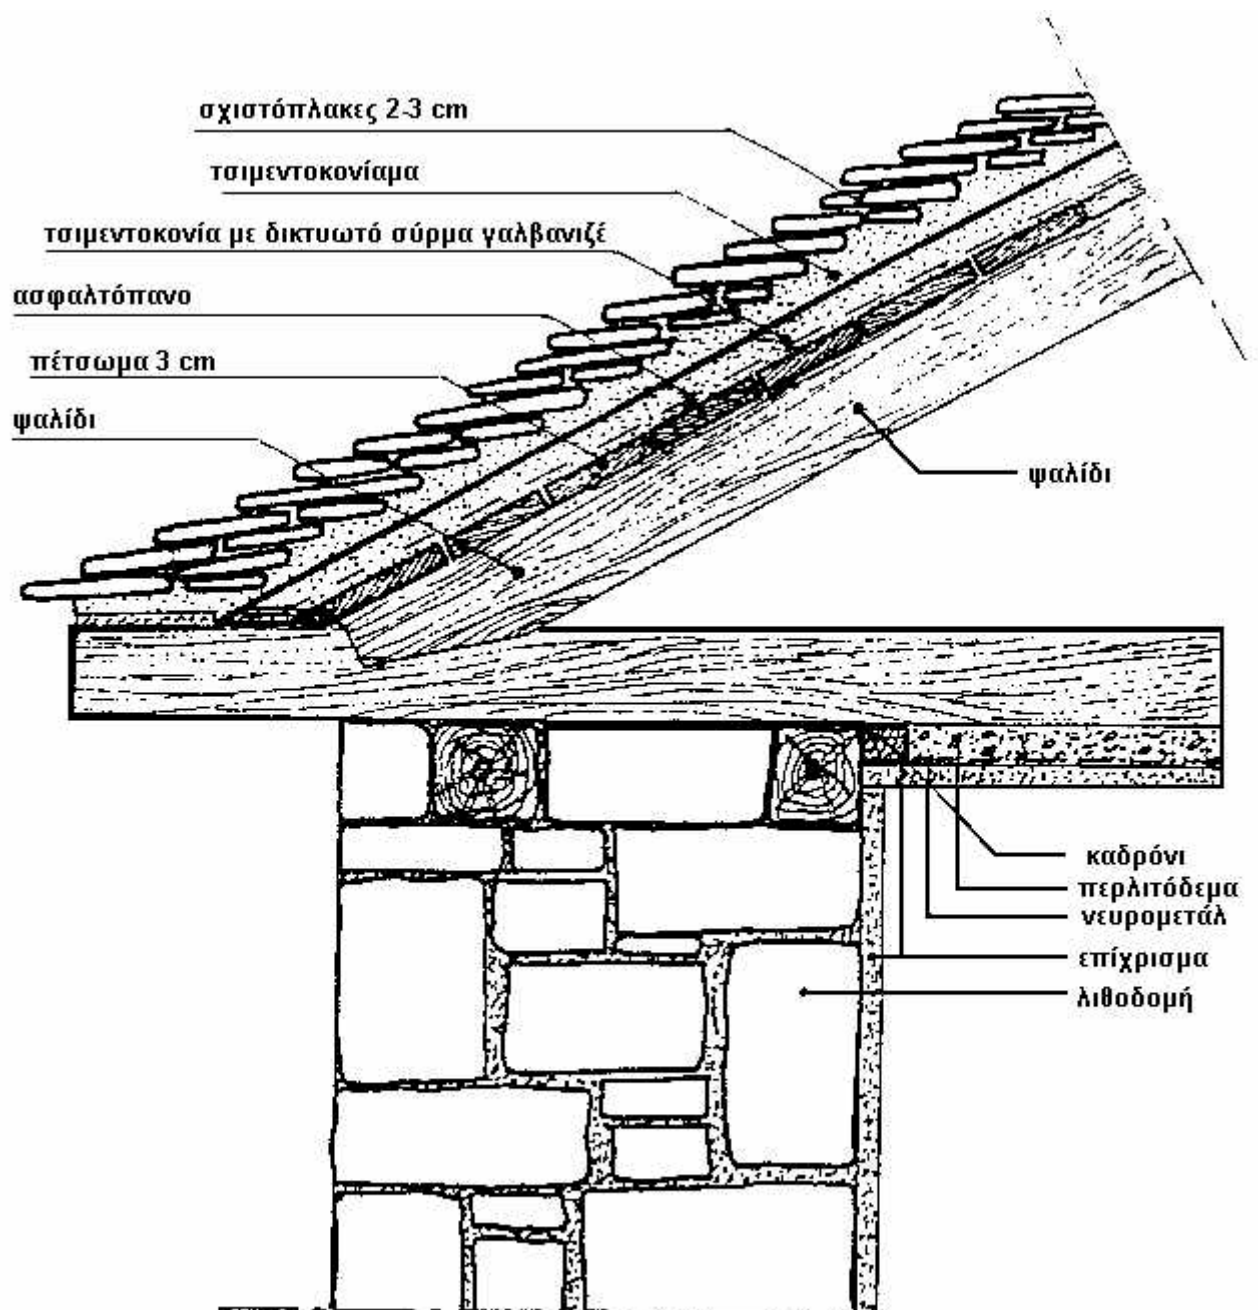 σχιστόπλακες 2-3 cm
τσιμεντοκονίαμα
τσιμεντοκονία με δικτυωτό σύρμα γαλβανιζέ
ασφαλτόπανο
πέτσωμα 3 cm
ψαλίδι
ψαλίδι
καδρόνι
περλιτόδεμα
νευρομετάλ
επίχρισμα
λιθοδομή